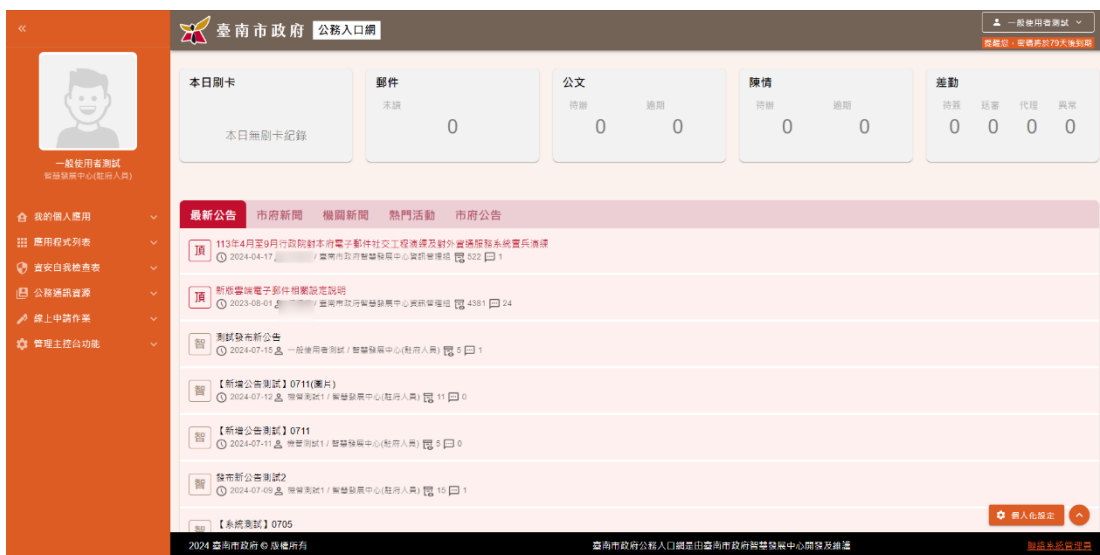 臺南市政府 公務入口網
一般使用者測試
提醒您，密碼將於79天後到期
一般使用者測試
智慧發展中心(駐府人員)
我的個人應用
應用程式列表
資安自我檢查表
公務通訊資源
線上申請作業
管理主控台功能
本日刷卡
本日無刷卡紀錄
郵件
未讀
0
公文
待辦 逾期
0 0
陳情
待辦 逾期
0 0
差勤
待簽 送審 代理 異常
0 0 0 0
最新公告 市府新聞 機關新聞 熱門活動 市府公告
頂 113年4月至9月行政院對本府電子郵件社交工程演練及對外資通服務系統實兵演練
2024-04-17 / 臺南市政府智慧發展中心資訊管理組 522 1
頂 新版雲端電子郵件相關設定說明
2023-08-01 / 臺南市政府智慧發展中心資訊管理組 4381 24
智 測試發布新公告
2024-07-15 一般使用者測試 / 智慧發展中心(駐府人員) 5 1
智 【新增公告測試】0711(圖片)
2024-07-12 機管測試1 / 智慧發展中心(駐府人員) 11 0
智 【新增公告測試】0711
2024-07-11 機管測試1 / 智慧發展中心(駐府人員) 5 0
智 發布新公告測試2
2024-07-09 機管測試1 / 智慧發展中心(駐府人員) 15 1
智 【系統測試】0705
個人化設定
2024 臺南市政府 © 版權所有
臺南市政府公務入口網是由臺南市政府智慧發展中心開發及維護
聯絡系統管理員